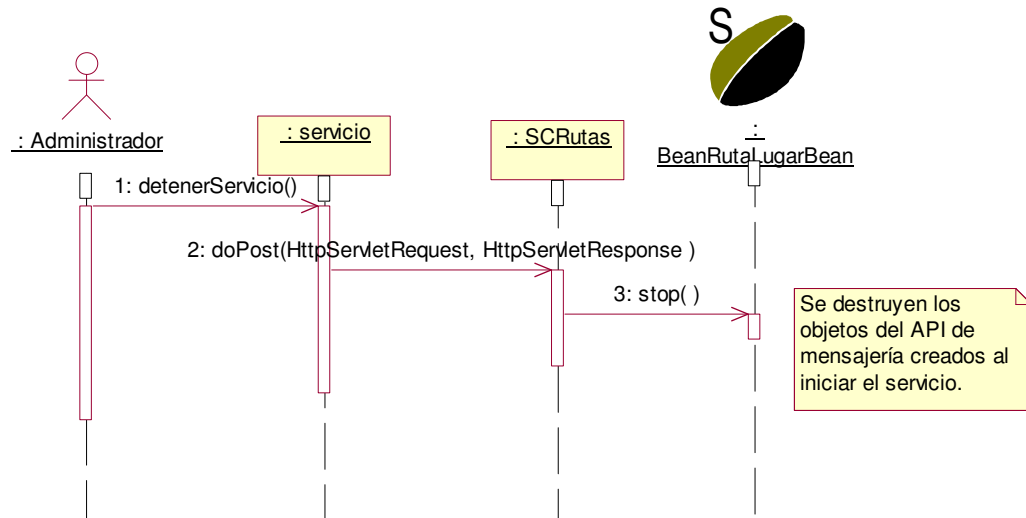 S
: Administrador
: servicio
: SCRutas
:
BeanRutaLugarBean
1: detenerServicio()
2: doPost(HttpServletRequest, HttpServletResponse )
3: stop( )
Se destruyen los
objetos del API de
mensajería creados al
iniciar el servicio.